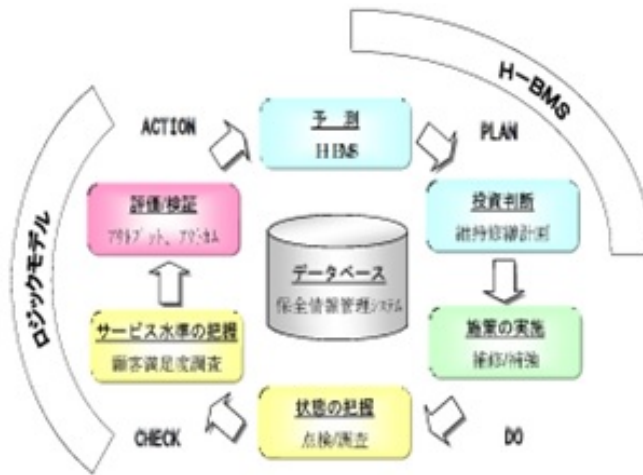 H-BMS
ロジックモデル
ACTION
予 測
H-BMS
PLAN
評価/検証
アウトプット、アウトカム
投資判断
維持修繕計画
データベース
保全情報管理システム
サービス水準の把握
顧客満足度調査
施策の実施
補修/補強
状態の把握
点検/調査
CHECK
DO